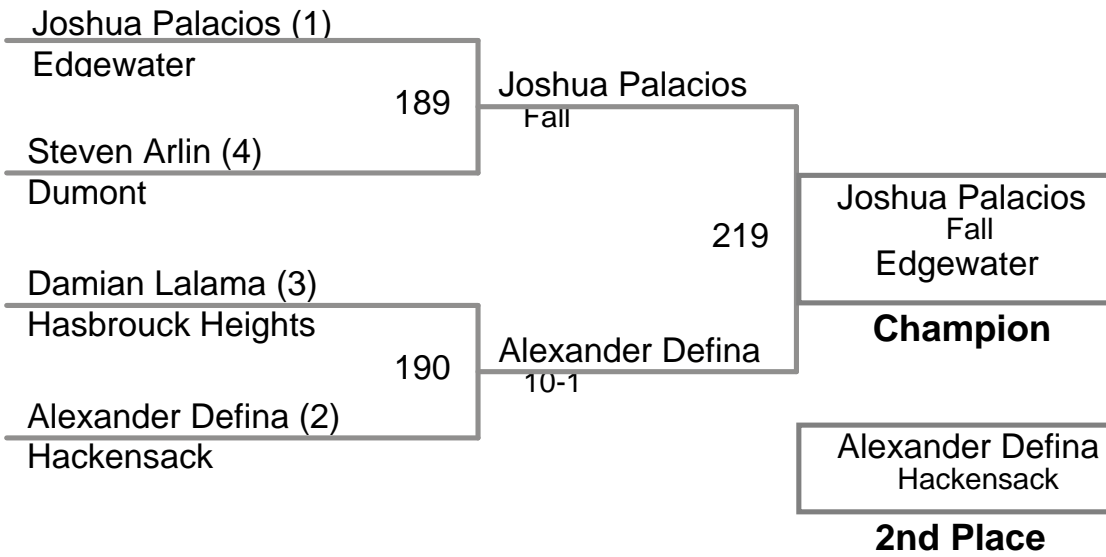 Joshua Palacios (1)
Edgewater
189
Joshua Palacios
Fall
Steven Arlin (4)
Dumont
Joshua Palacios
Fall
Edgewater
219
Champion
Damian Lalama (3)
Hasbrouck Heights
190
Alexander Defina
10-1
Alexander Defina (2)
Hackensack
Alexander Defina
Hackensack
2nd Place